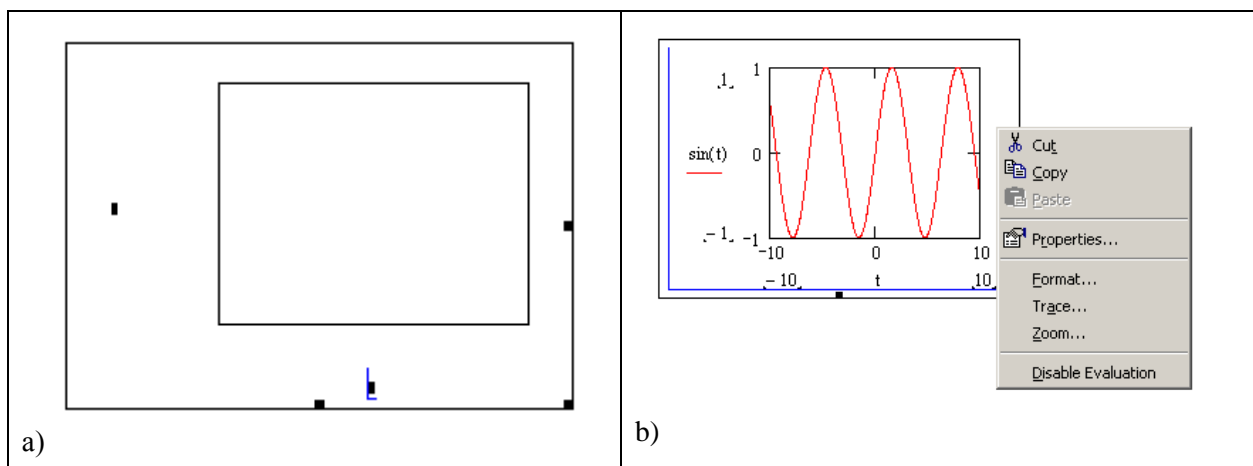 a)
1
1
sin(t)
0
− 1
-1
-10
0
10
− 10
t
10
Cut
Copy
Paste
Properties...
Format...
Trace...
Zoom...
Disable Evaluation
b)